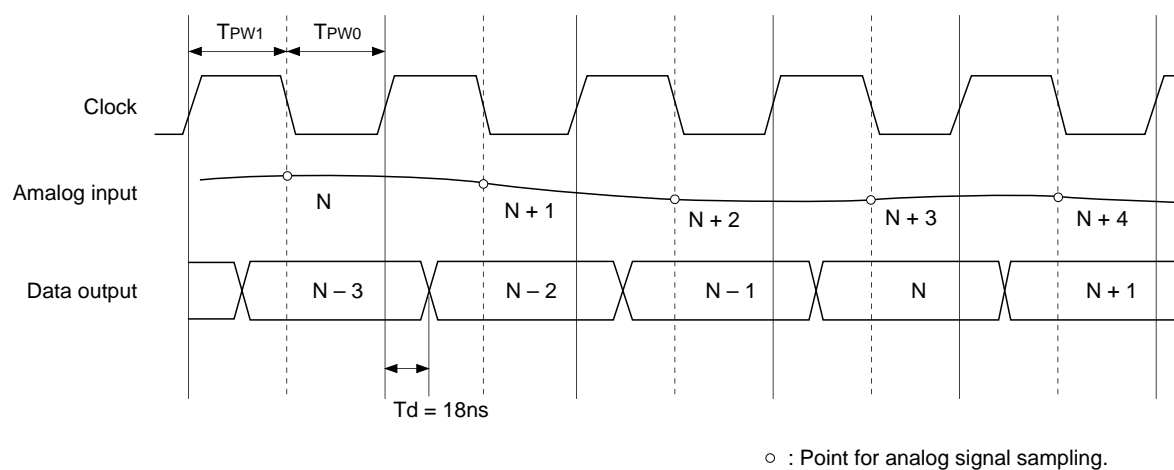 TPW1 TPW0
Clock
Amalog input
N N + 1 N + 2 N + 3 N + 4
Data output N – 3 N – 2 N – 1 N N + 1
Td = 18ns
: Point for analog signal sampling.